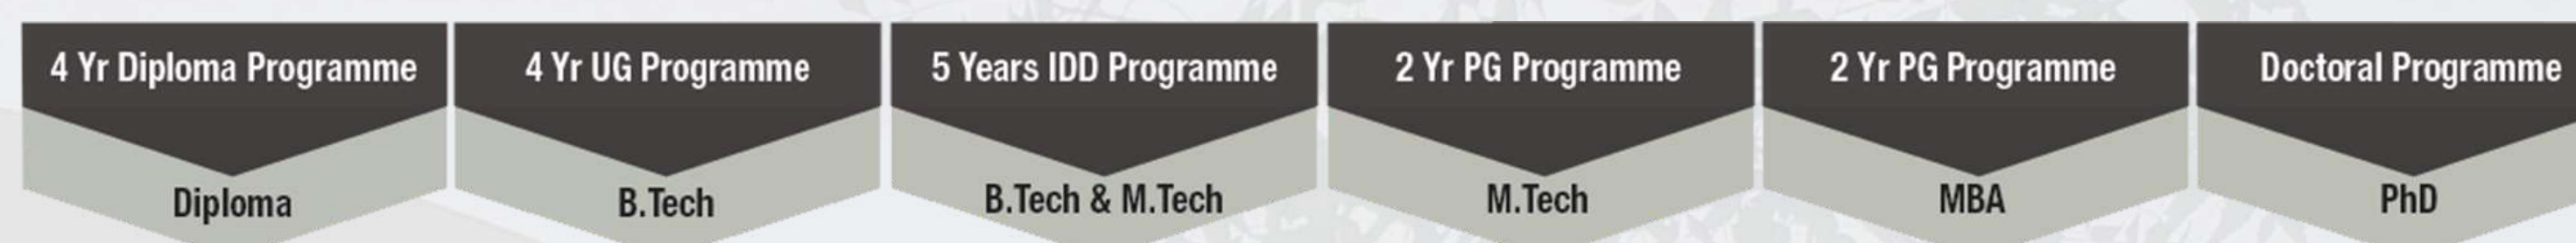 4 Yr Diploma Programme
Diploma
4 Yr UG Programme
B.Tech
5 Years IDD Programme
B.Tech & M.Tech
2 Yr PG Programme
M.Tech
2 Yr PG Programme
MBA
Doctoral Programme
PhD